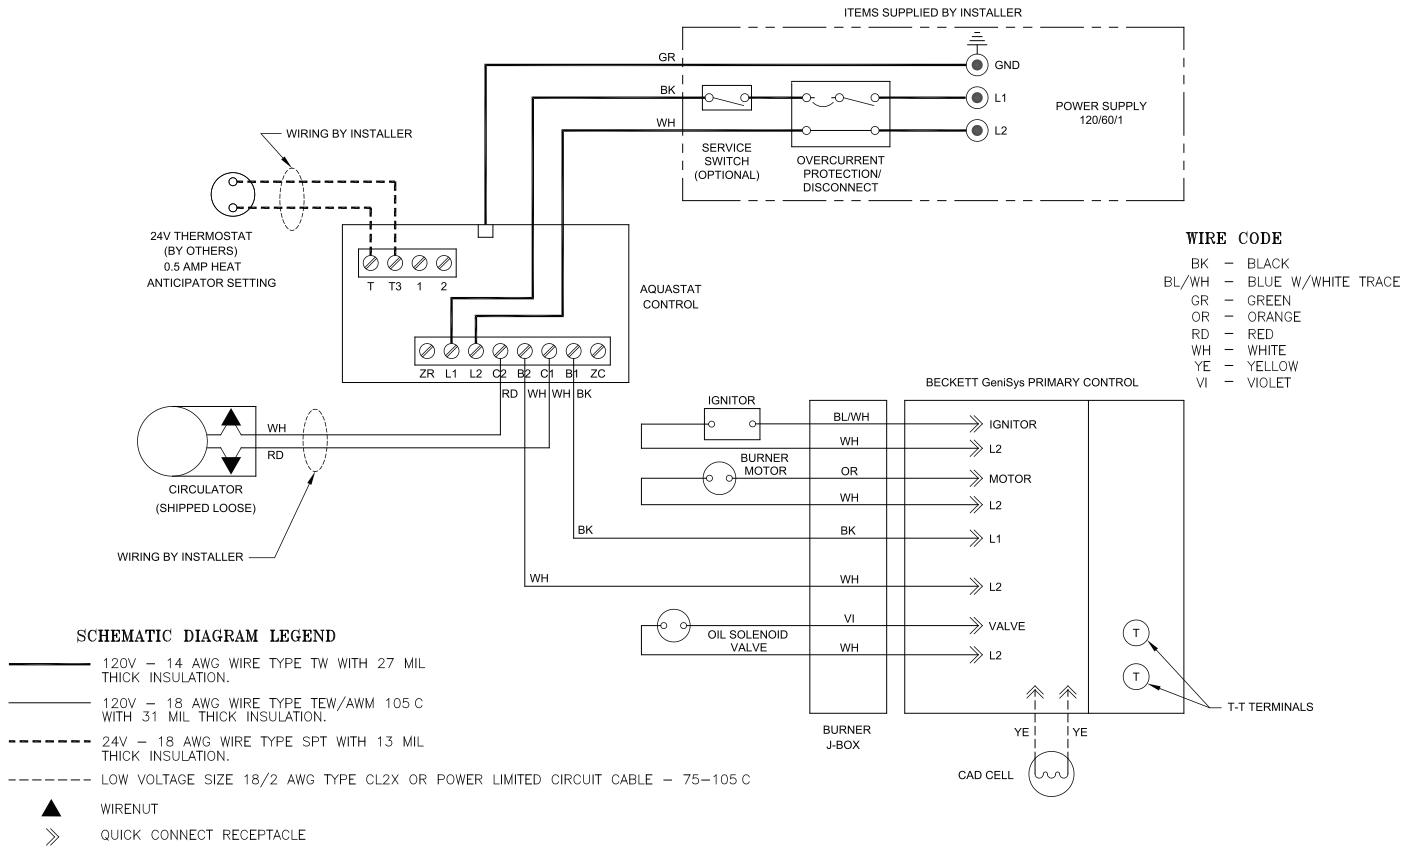 ITEMS SUPPLIED BY INSTALLER
GR
GND
BK
L1
WH
L2
POWER SUPPLY
120/60/1
SERVICE
SWITCH
(OPTIONAL)
OVERCURRENT
PROTECTION/
DISCONNECT
WIRING BY INSTALLER
24V THERMOSTAT
(BY OTHERS)
0.5 AMP HEAT
ANTICIPATOR SETTING
T T3 1 2
AQUASTAT
CONTROL
ZR L1 L2 C2 B2 C1 B1 ZC
RD WH WH BK
WIRE CODE
BK – BLACK
BL/WH – BLUE W/WHITE TRACE
GR – GREEN
OR – ORANGE
RD – RED
WH – WHITE
YE – YELLOW
VI – VIOLET
WH
RD
CIRCULATOR
(SHIPPED LOOSE)
WIRING BY INSTALLER
BECKETT GeniSys PRIMARY CONTROL
IGNITOR
BL/WH
IGNITOR
WH
L2
BURNER
MOTOR
OR
MOTOR
WH
L2
BK
BK
L1
WH
WH
L2
VI
VALVE
OIL SOLENOID
VALVE
WH
L2
T
T
T-T TERMINALS
BURNER
J-BOX
YE
YE
CAD CELL
SCHEMATIC DIAGRAM LEGEND
120V – 14 AWG WIRE TYPE TW WITH 27 MIL
THICK INSULATION.
120V – 18 AWG WIRE TYPE TEW/AWM 105 C
WITH 31 MIL THICK INSULATION.
24V – 18 AWG WIRE TYPE SPT WITH 13 MIL
THICK INSULATION.
LOW VOLTAGE SIZE 18/2 AWG TYPE CL2X OR POWER LIMITED CIRCUIT CABLE – 75–105 C
WIRENUT
QUICK CONNECT RECEPTACLE